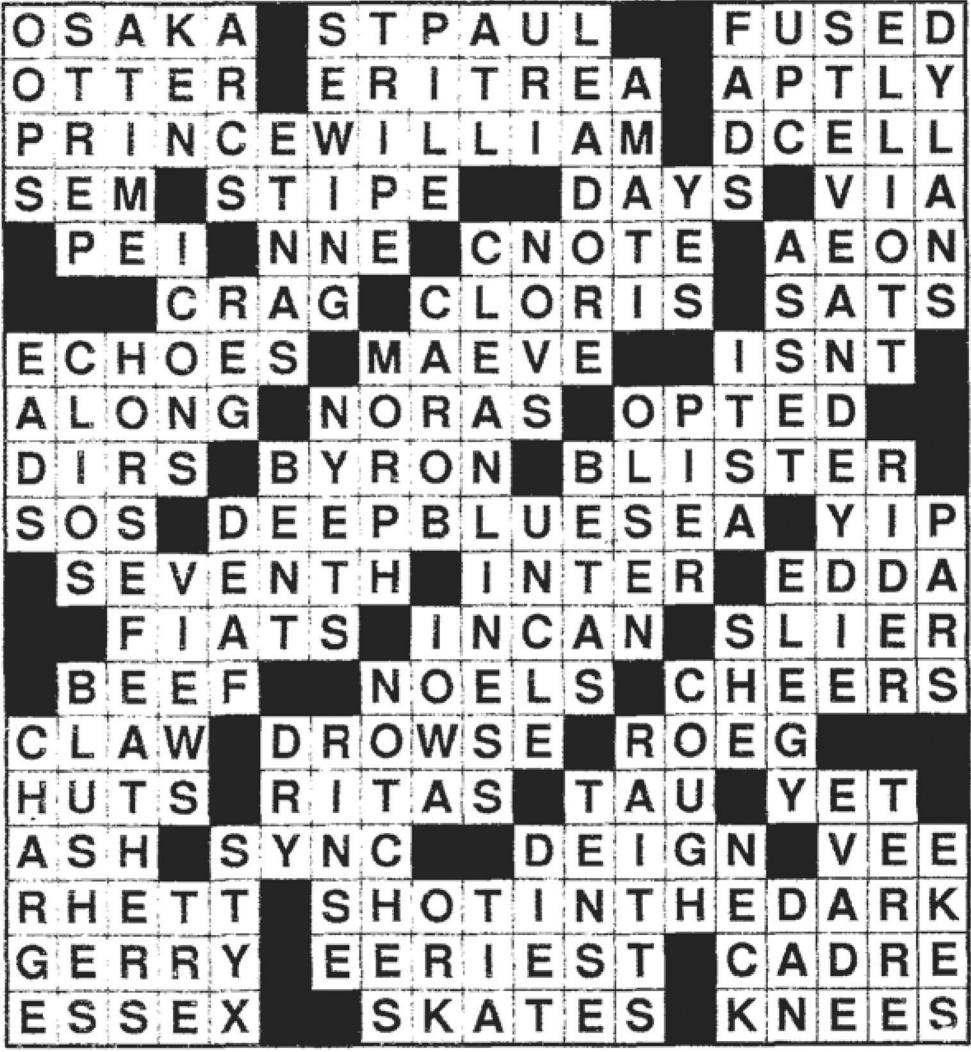 OSAKA STPAUL FUSED
OTTER ERITREA APTLY
PRINCEWILLIAM DCELL
SEM STIPE DAYS VIA
PEI NNE CNOTE AEON
CRAG CLORIS SATS
ECHOES MAEVE ISNT
ALONG NORAS OPTED
DIRS BYRON BLISTER
SOS DEEPBLUESEA YIP
SEVENTH INTER EDDA
FIATS INCAN SLIER
BEEF NOELS CHEERS
CLAW DROWSE ROEG
HUTS RITAS TAU YET
ASH SYNC DEIGN VEE
RHETT SHOTINTHEDARK
GERRY EERIEST CADRE
ESSEX SKATES KNEES